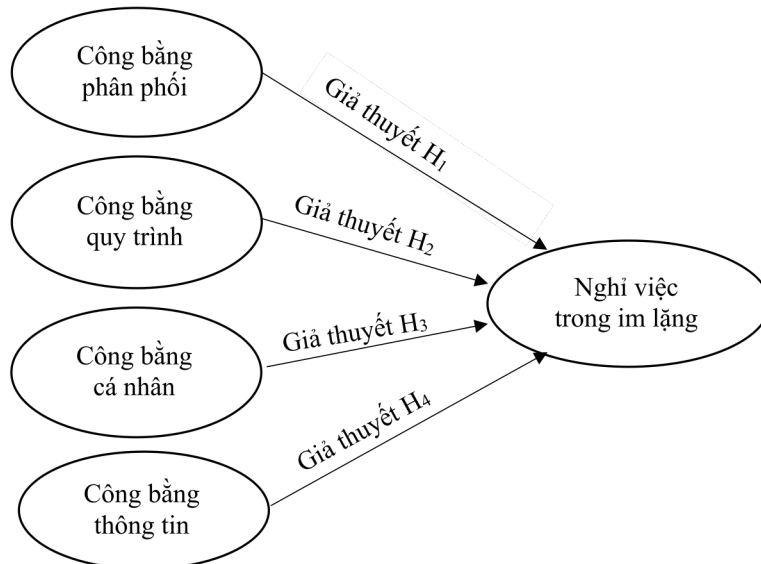 Công bằng
phân phối
Giả thuyết H₁
Công bằng
quy trình
Giả thuyết H₂
Nghỉ việc
trong im lặng
Công bằng
cá nhân
Giả thuyết H₃
Công bằng
thông tin
Giả thuyết H₄